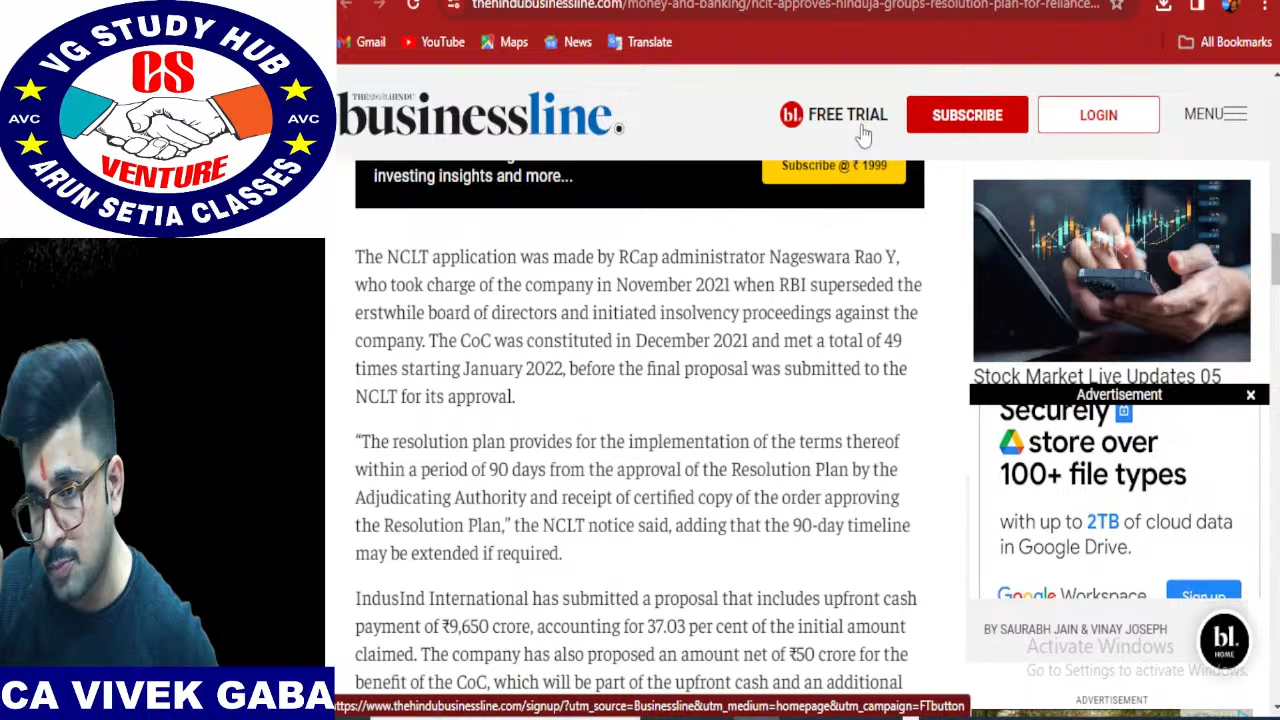 VG STUDY HUB
CS
AVC
AVC
VENTURE
ARUN SETIA CLASSES
CA VIVEK GABA
thehindubusinessline.com/money-and-banking/nclt-approves-hinduja-groups-resolution-plan-for-reliance...
Gmail
YouTube
Maps
News
Translate
All Bookmarks
businessline.
bl. FREE TRIAL
SUBSCRIBE
LOGIN
MENU
investing insights and more...
Subscribe @ ₹ 1999
The NCLT application was made by RCap administrator Nageswara Rao Y,
who took charge of the company in November 2021 when RBI superseded the
erstwhile board of directors and initiated insolvency proceedings against the
company. The CoC was constituted in December 2021 and met a total of 49
times starting January 2022, before the final proposal was submitted to the
NCLT for its approval.
“The resolution plan provides for the implementation of the terms thereof
within a period of 90 days from the approval of the Resolution Plan by the
Adjudicating Authority and receipt of certified copy of the order approving
the Resolution Plan,” the NCLT notice said, adding that the 90-day timeline
may be extended if required.
IndusInd International has submitted a proposal that includes upfront cash
payment of ₹9,650 crore, accounting for 37.03 per cent of the initial amount
claimed. The company has also proposed an amount net of ₹50 crore for the
benefit of the CoC, which will be part of the upfront cash and an additional
Stock Market Live Updates 05
Advertisement
Securely
store over
100+ file types
with up to 2TB of cloud data
in Google Drive.
Google Workspace
Sign up
BY SAURABH JAIN & VINAY JOSEPH
bl.
HOME
Activate Windows
Go to Settings to activate Windows.
ADVERTISEMENT
https://www.thehindubusinessline.com/signup/?utm_source=Businessline&utm_medium=homepage&utm_campaign=FTbutton